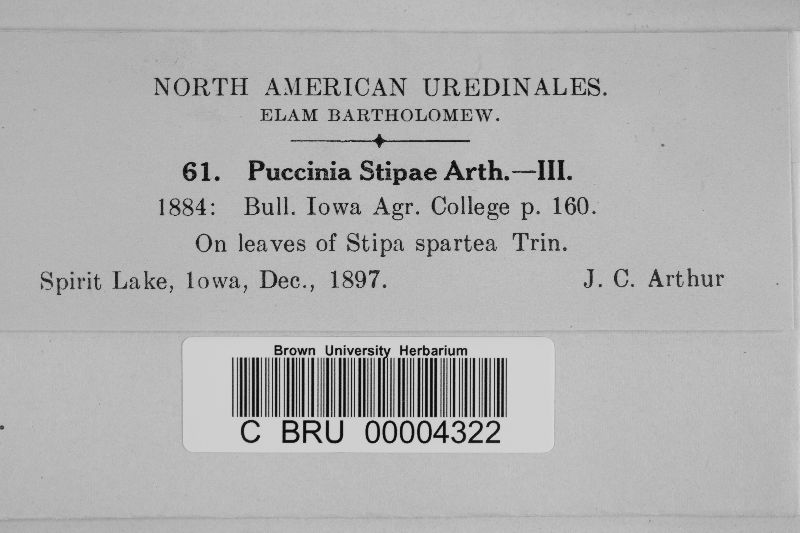 NORTH AMERICAN UREDINALES.
ELAM BARTHOLOMEW.
61. Puccinia Stipae Arth.—III.
1884: Bull. Iowa Agr. College p. 160.
On leaves of Stipa spartea Trin.
Spirit Lake, lowa, Dec., 1897. J. C. Arthur
Brown University Herbarium
C BRU 00004322